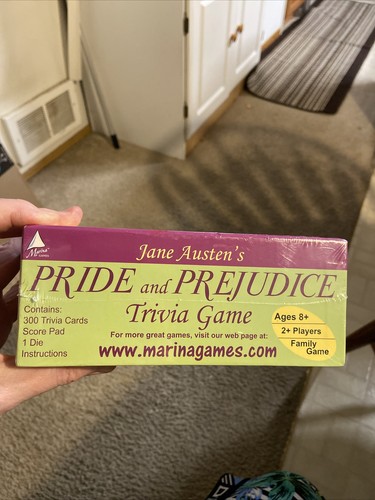 Marina
GAMES
Jane Austen's
PRIDE and PREJUDICE
Trivia Game
Contains:
300 Trivia Cards
Score Pad
1 Die
Instructions
For more great games, visit our web page at:
www.marinagames.com
Ages 8+
2+ Players
Family
Game